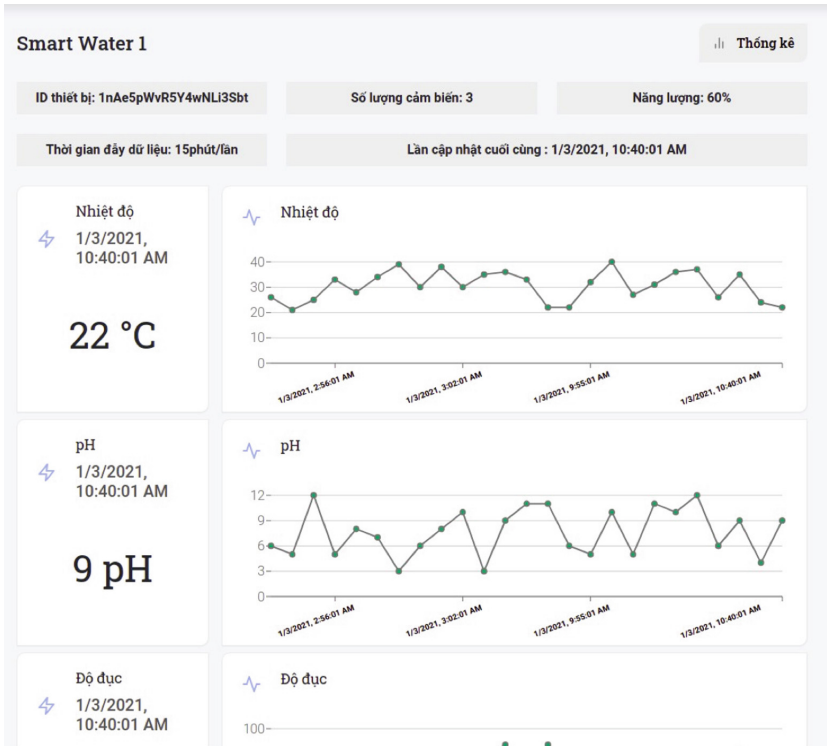 Smart Water 1
Thống kê
ID thiết bị: 1nAe5pWvR5Y4wNLi3Sbt
Số lượng cảm biến: 3
Năng lượng: 60%
Thời gian đẩy dữ liệu: 15phút/lần
Lần cập nhật cuối cùng : 1/3/2021, 10:40:01 AM
Nhiệt độ
1/3/2021,
10:40:01 AM
22 °C
Nhiệt độ
40
30
20
10
0
1/3/2021, 2:56:01 AM
1/3/2021, 3:02:01 AM
1/3/2021, 9:55:01 AM
1/3/2021, 10:40:01 AM
pH
1/3/2021,
10:40:01 AM
9 pH
pH
12
9
6
3
0
1/3/2021, 2:56:01 AM
1/3/2021, 3:02:01 AM
1/3/2021, 9:55:01 AM
1/3/2021, 10:40:01 AM
Độ đục
1/3/2021,
10:40:01 AM
Độ đục
100